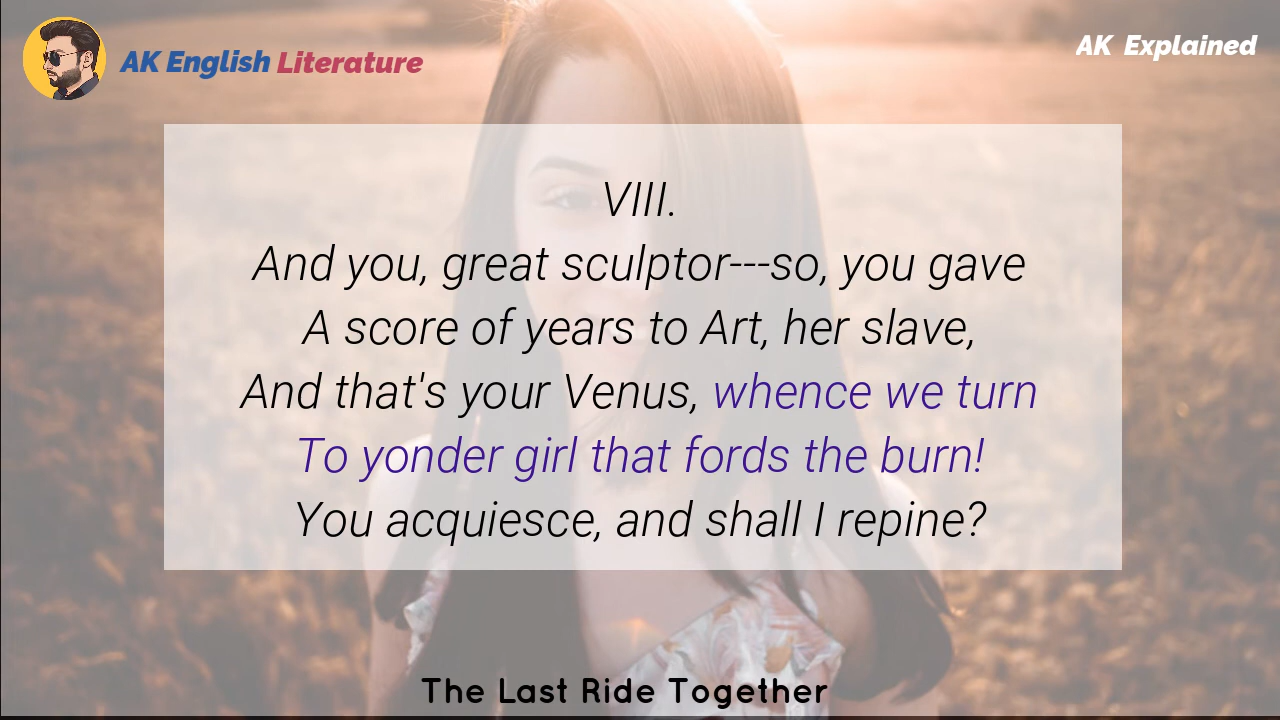 AK English Literature
AK Explained
VIII.
And you, great sculptor---so, you gave
A score of years to Art, her slave,
And that's your Venus, whence we turn
To yonder girl that fords the burn!
You acquiesce, and shall I repine?
The Last Ride Together